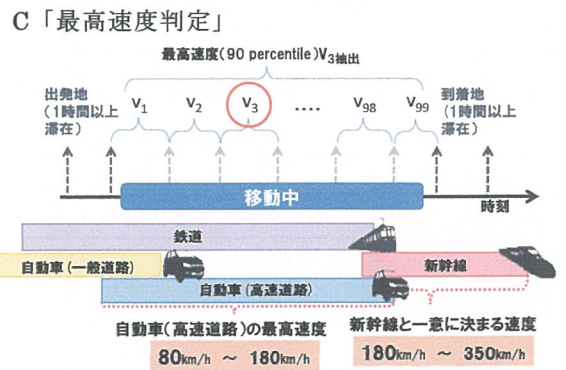 C「最高速度判定」
最高速度(90 percentile)V3抽出
出発地
(1時間以上
滞在)
V1 V2 V3 ‥‥ V98 V99
到着地
(1時間以上
滞在)
移動中
時刻
鉄道
自動車(一般道路)
新幹線
自動車(高速道路)
自動車(高速道路)の最高速度
80km/h ～ 180km/h
新幹線と一意に決まる速度
180km/h ～ 350km/h